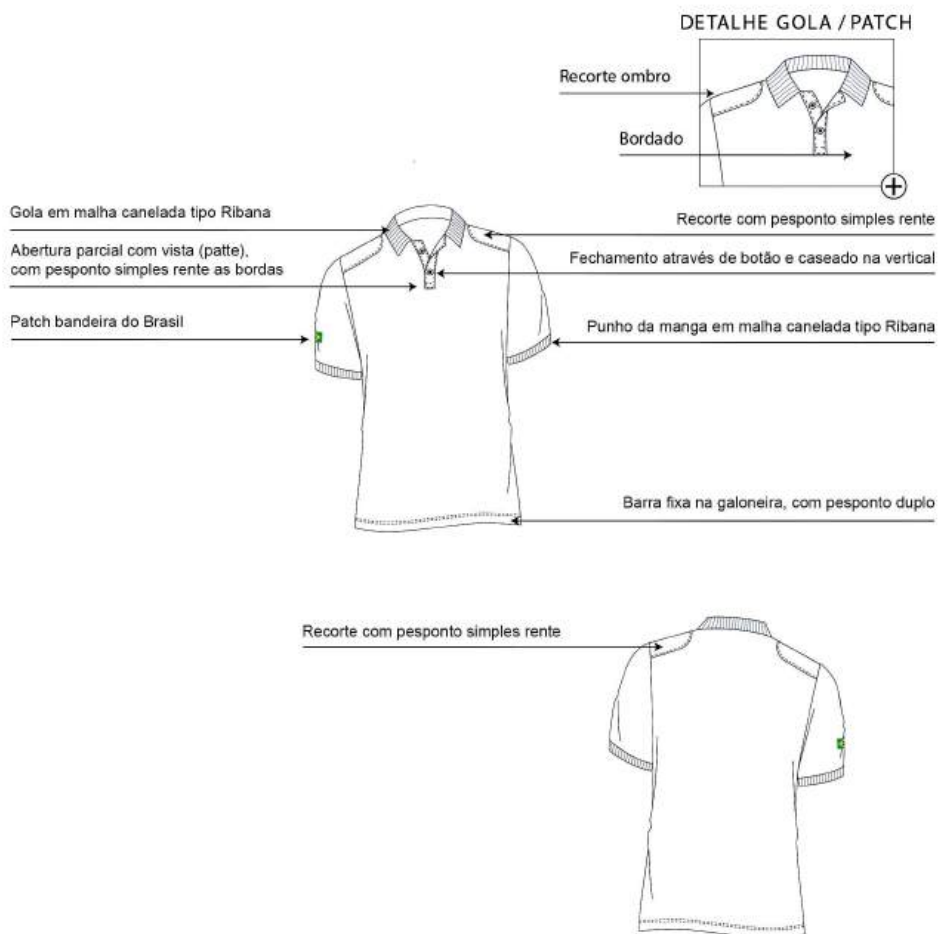 DETALHE GOLA / PATCH
Recorte ombro
Bordado
Gola em malha canelada tipo Ribana
Recorte com pesponto simples rente
Abertura parcial com vista (patte),
com pesponto simples rente as bordas
Fechamento através de botão e caseado na vertical
Patch bandeira do Brasil
Punho da manga em malha canelada tipo Ribana
Barra fixa na galoneira, com pesponto duplo
Recorte com pesponto simples rente